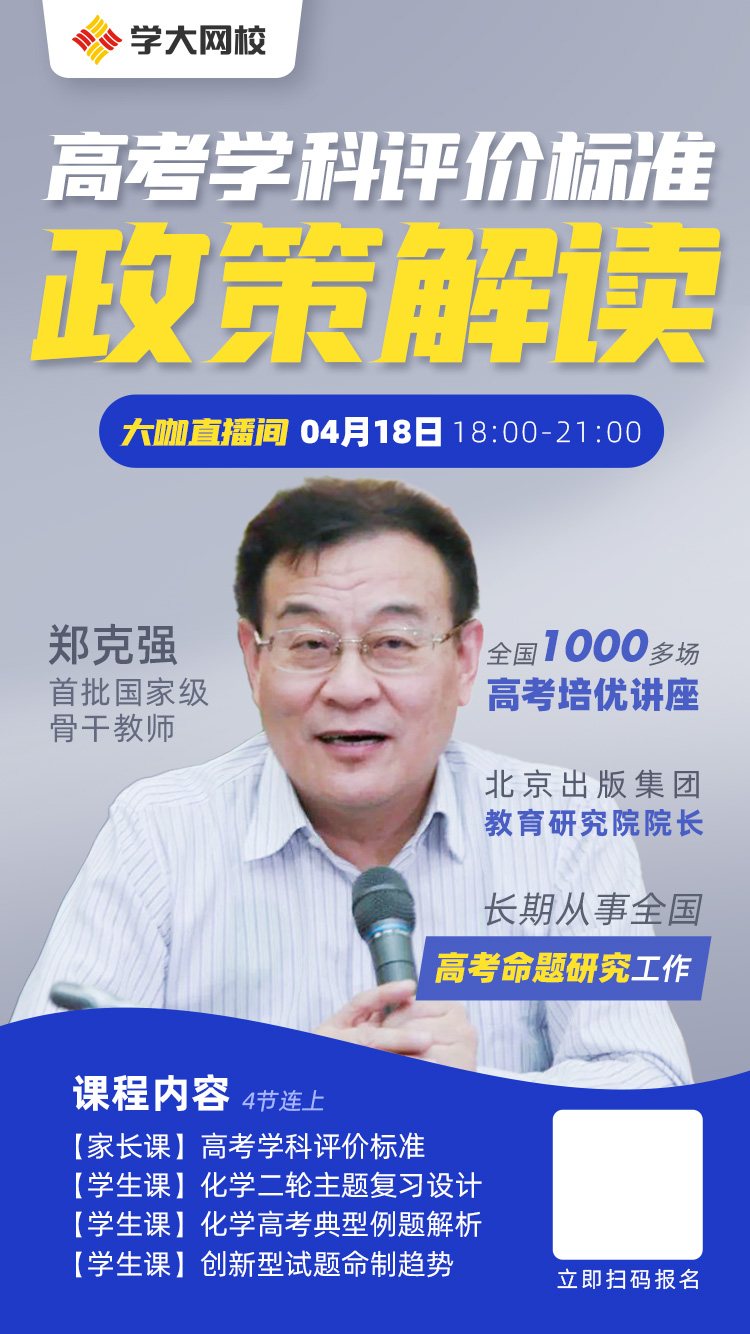 学大网校
高考学科评价标准
政策解读
大咖直播间 04月18日 18:00-21:00
郑克强
首批国家级
骨干教师
全国1000多场
高考培优讲座
北京出版集团
教育研究院院长
长期从事全国
高考命题研究工作
课程内容 4节连上
【家长课】高考学科评价标准
【学生课】化学二轮主题复习设计
【学生课】化学高考典型例题解析
【学生课】创新型试题命制趋势
立即扫码报名